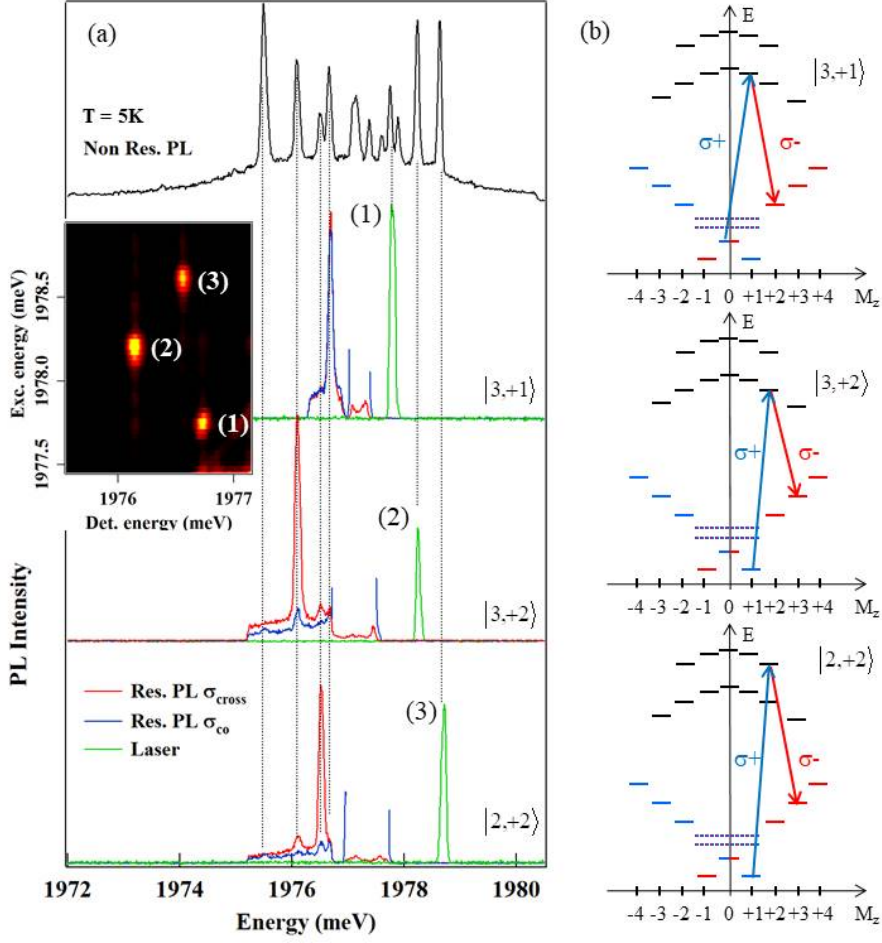 (a)
T = 5K
Non Res. PL
(1)
|3,+1⟩
Exc. energy (meV)
1978.5
1978.0
1977.5
(3)
(2)
(1)
1976
1977
Det. energy (meV)
(2)
|3,+2⟩
PL Intensity
Res. PL σcross
Res. PL σco
Laser
(3)
|2,+2⟩
1972
1974
1976
1978
1980
Energy (meV)
(b)
E
|3,+1⟩
σ+
σ-
-4 -3 -2 -1 0 +1 +2 +3 +4 Mz
E
|3,+2⟩
σ+
σ-
-4 -3 -2 -1 0 +1 +2 +3 +4 Mz
E
|2,+2⟩
σ+
σ-
-4 -3 -2 -1 0 +1 +2 +3 +4 Mz